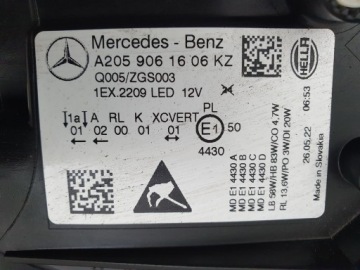 Mercedes - Benz
A205 906 16 06 KZ
Q005/ZGS003
1EX.2209 LED 12V
PL
1a A RL K XCVERT E1 50
01 02 00 01 01
4430
HELLA
MD E1 4430 A
MD E1 4430 B
MD E1 4430 C
MD E1 4430 D
LB 56W/HB 83W/CO 4,7W
RL 13,6W/PO 3W/DI 20W
26.05.22 06:53
Made in Slovakia